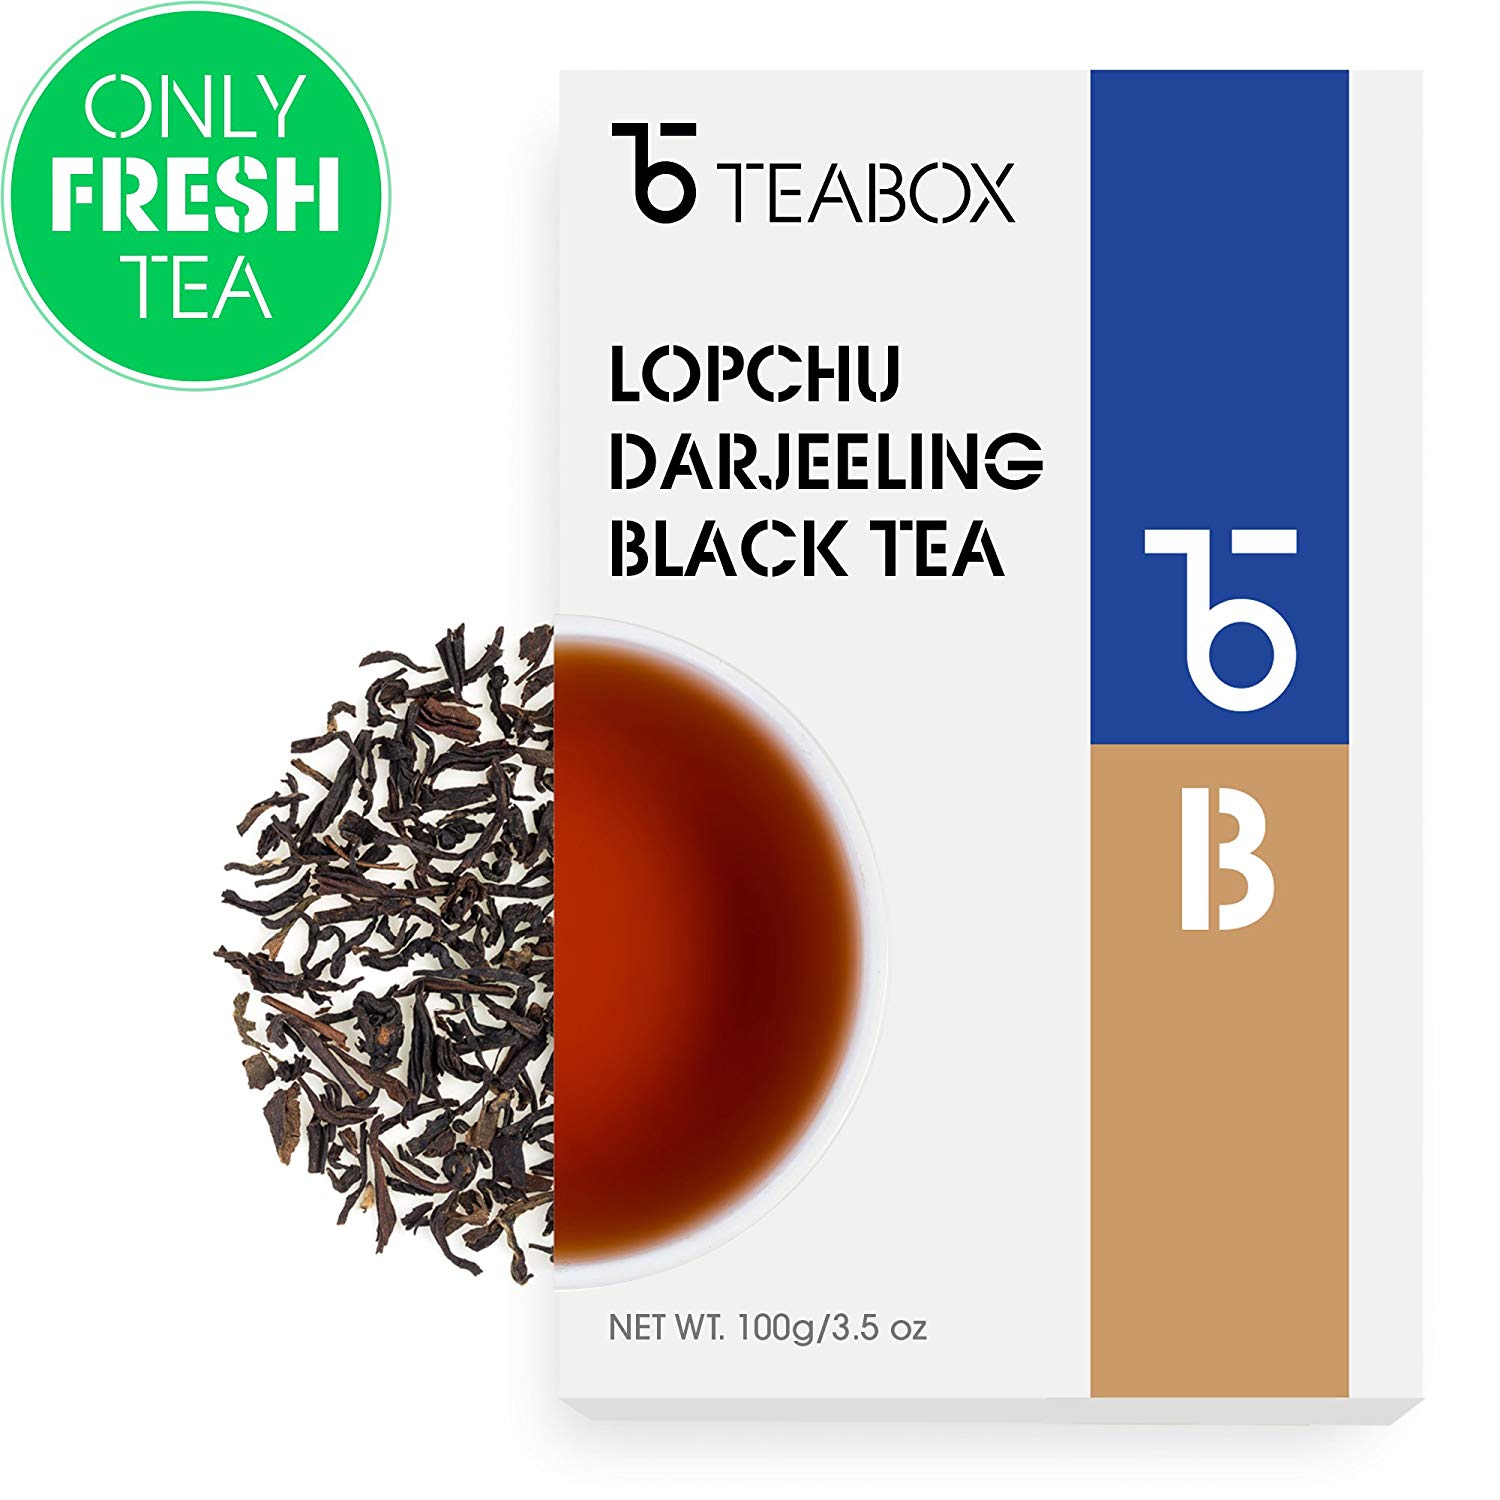 ONLY
FRESH
TEA
TEABOX
LOPCHU
DARJEELING
BLACK TEA
B
NET WT. 100g/3.5 oz